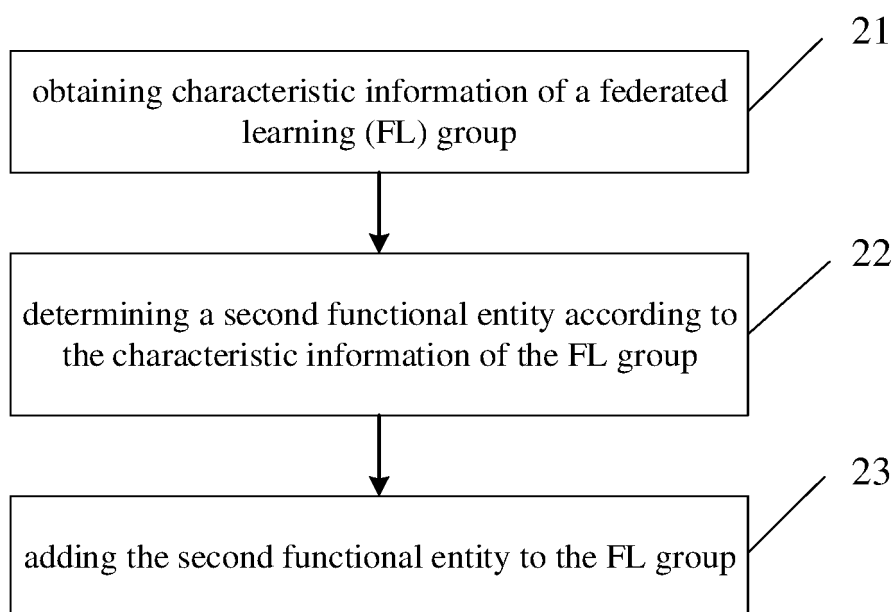 21
obtaining characteristic information of a federated
learning (FL) group
22
determining a second functional entity according to
the characteristic information of the FL group
23
adding the second functional entity to the FL group